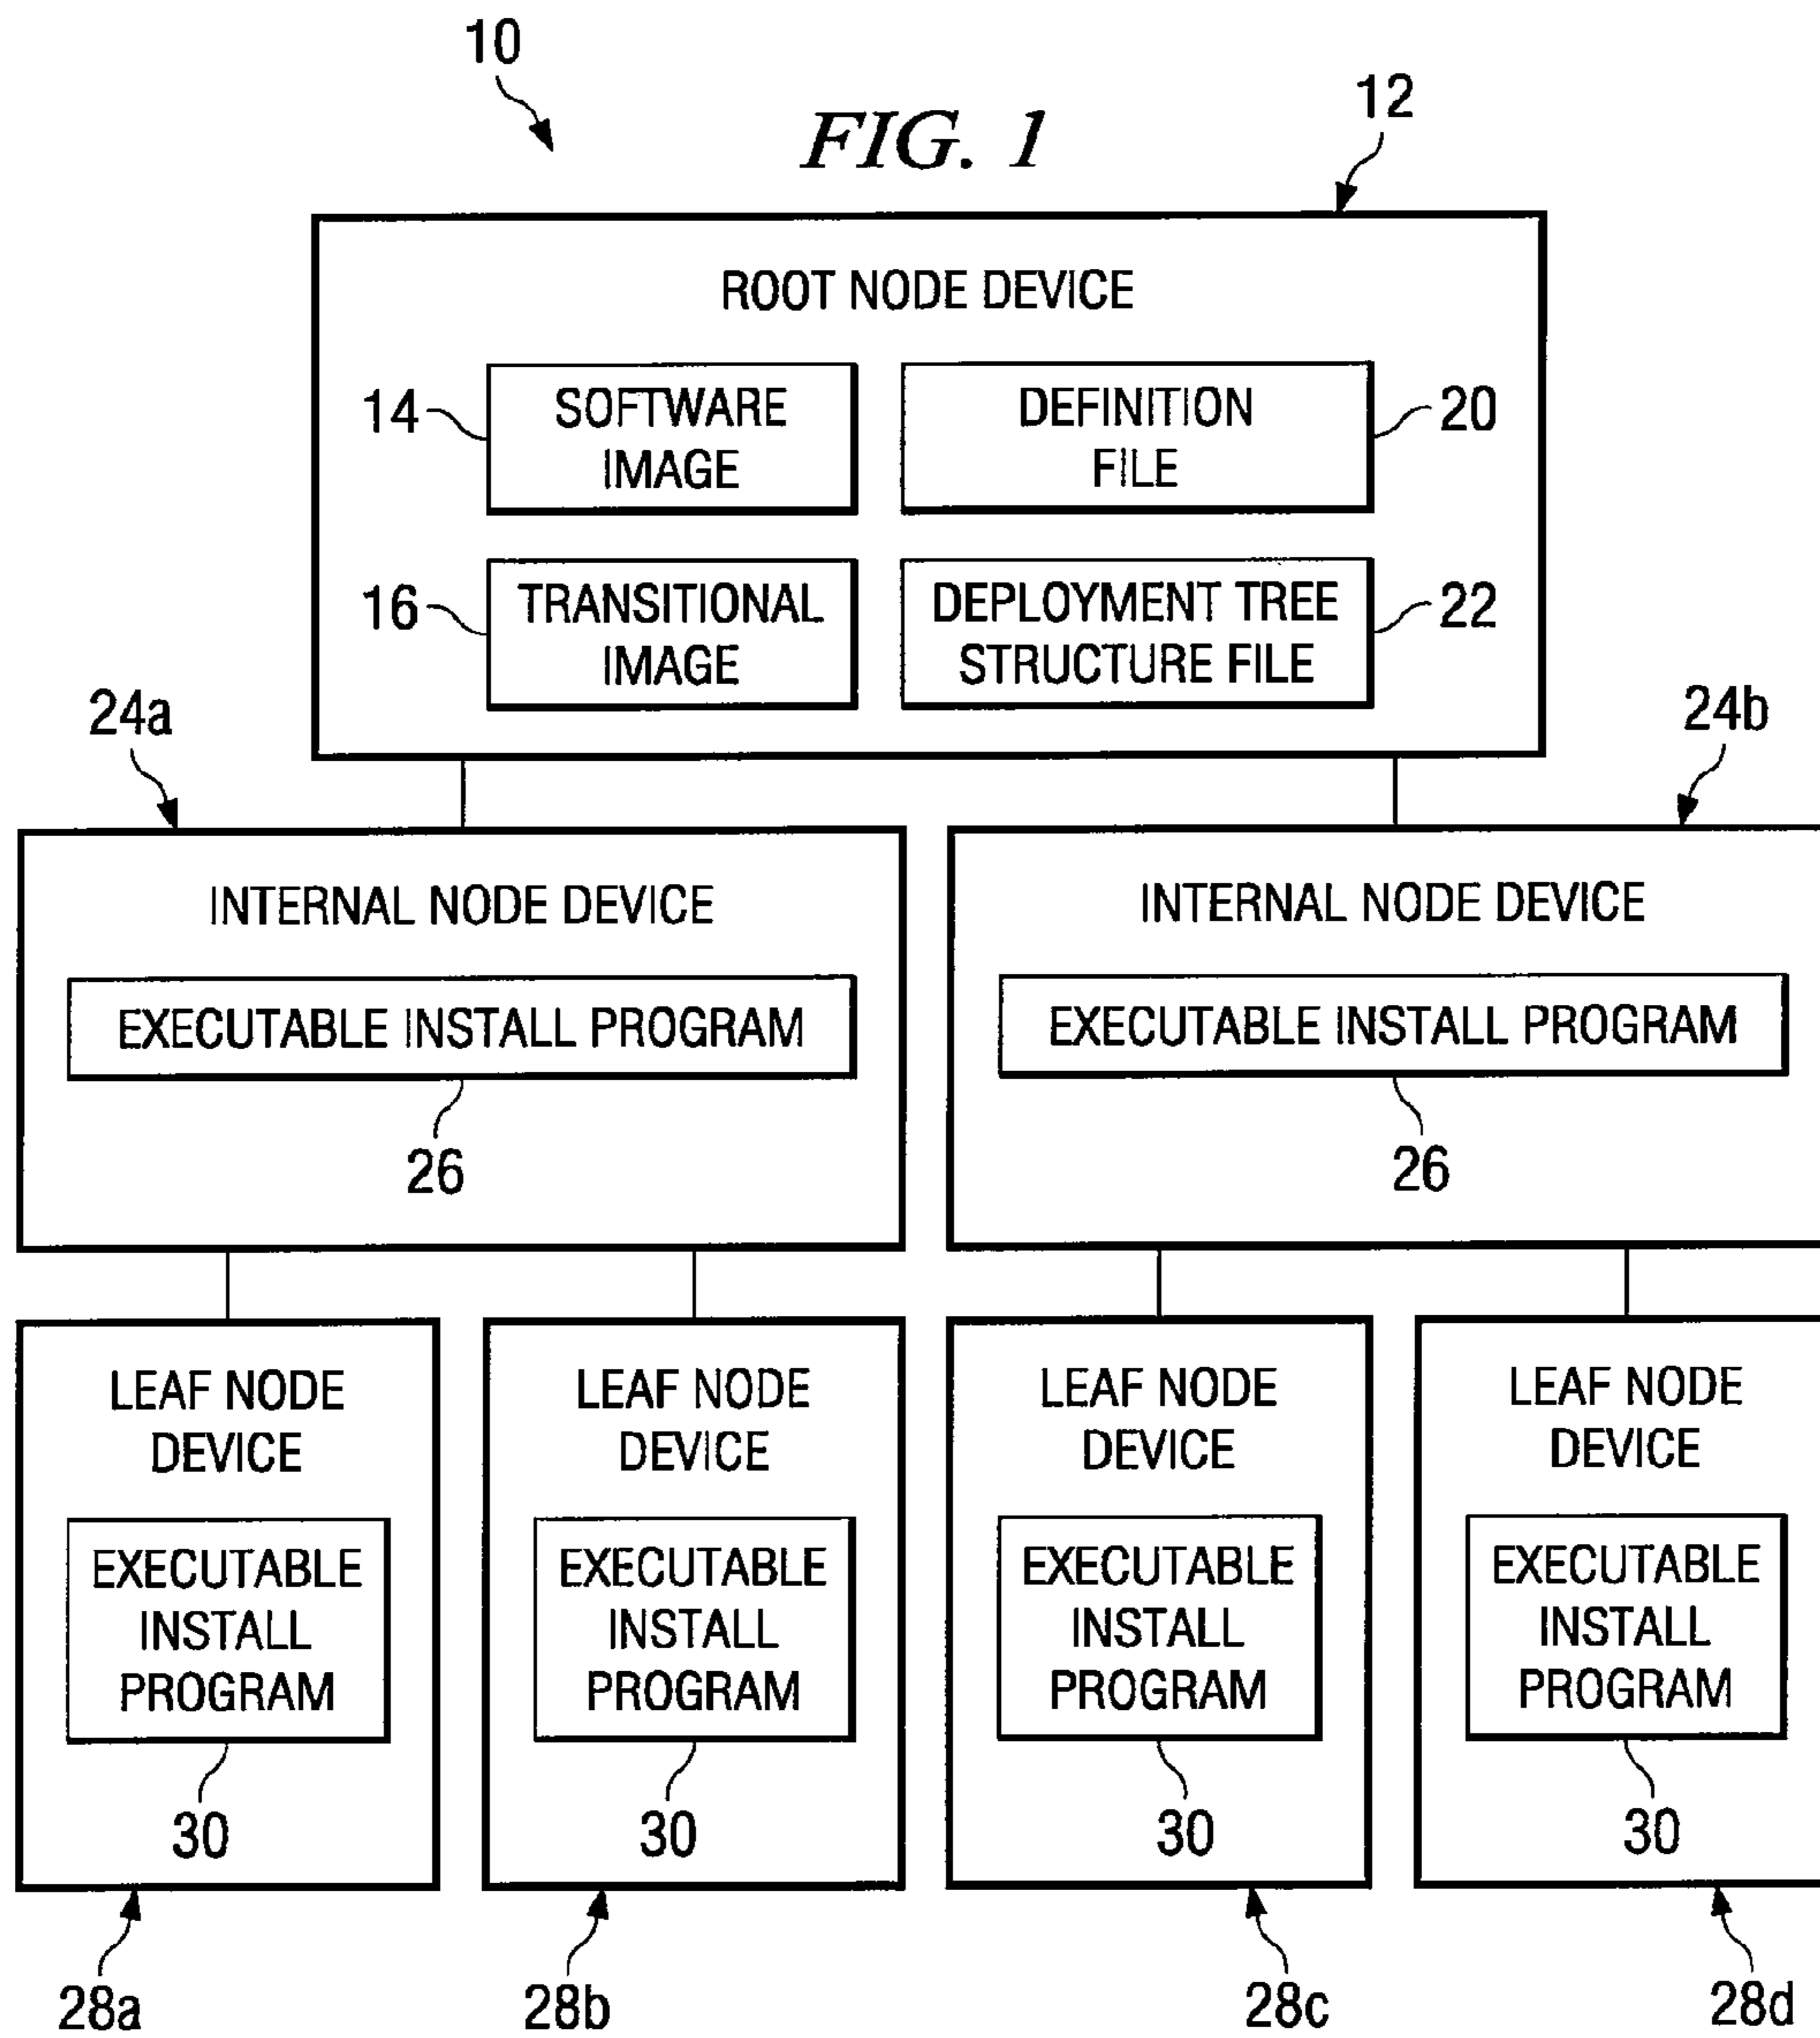 10
FIG. 1
12
ROOT NODE DEVICE
14
SOFTWARE
IMAGE
DEFINITION
FILE
20
16
TRANSITIONAL
IMAGE
DEPLOYMENT TREE
STRUCTURE FILE
22
24a
24b
INTERNAL NODE DEVICE
EXECUTABLE INSTALL PROGRAM
26
INTERNAL NODE DEVICE
EXECUTABLE INSTALL PROGRAM
26
LEAF NODE
DEVICE
EXECUTABLE
INSTALL
PROGRAM
30
28a
LEAF NODE
DEVICE
EXECUTABLE
INSTALL
PROGRAM
30
28b
LEAF NODE
DEVICE
EXECUTABLE
INSTALL
PROGRAM
30
28c
LEAF NODE
DEVICE
EXECUTABLE
INSTALL
PROGRAM
30
28d